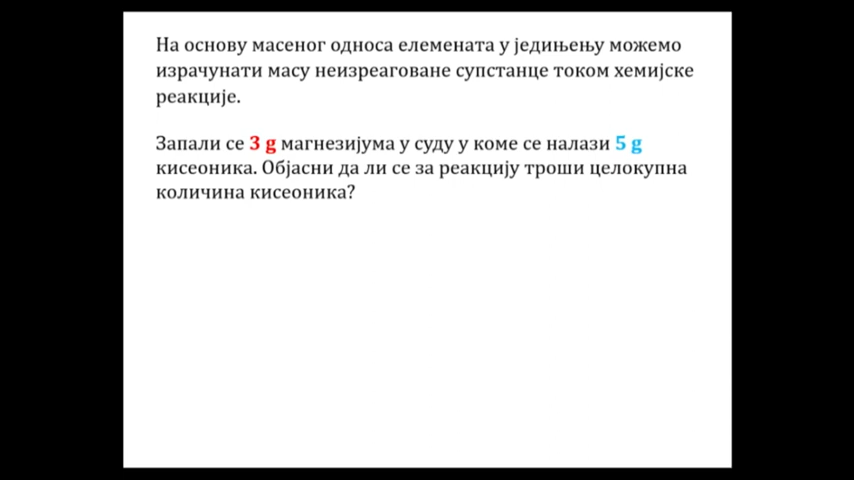 На основу масеног односа елемената у једињењу можемо
израчунати масу неизреаговане супстанце током хемијске
реакције.
Запали се 3 g магнезијума у суду у коме се налази 5 g
кисеоника. Објасни да ли се за реакцију троши целокупна
количина кисеоника?